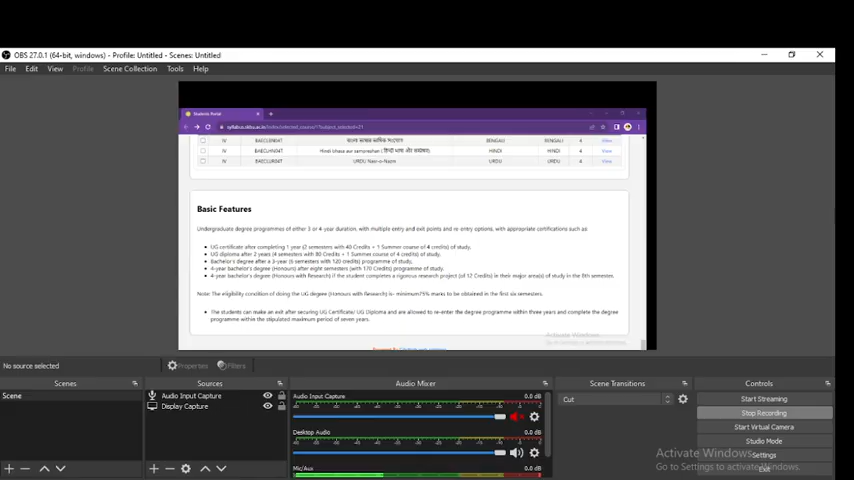 OBS 27.0.1 (64-bit, windows) - Profile: Untitled - Scenes: Untitled
File Edit View Profile Scene Collection Tools Help
Students Portal
IV BENGALI BENGALI 4 View
IV HINDI HINDI 4 View
IV URDU URDU 4 View
Basic Features
Undergraduate degree programmes of either 3 or 4-year duration, with multiple entry and exit points and re-entry options, with appropriate certifications such as
• UG certificate after completing 1 year (2 semesters with 40 Credits + 1 Summer course of 4 credits) of study,
• UG diploma after 2 years (4 semesters with 80 Credits + 1 Summer course of 4 credits) of study,
• Bachelor's degree after a 3-year (6 semesters with 120 credits) programme of study,
• 4-year bachelor's degree (Honours) after eight semesters (with 170 Credits) programme of study.
• 4-year bachelor's degree (Honours with Research) if the student completes a rigorous research project (of 12 Credits) in their major area(s) of study in the 8th semester.
Note: The eligibility condition of doing the UG degree (Honours with Research) is- minimum75% marks to be obtained in the first six semesters.
• The students can make an exit after securing UG Certificate/ UG Diploma and are allowed to re-enter the degree programme within three years and complete the degree
programme within the stipulated maximum period of seven years.
Activate Windows
No source selected Properties Filters
Scenes Sources Audio Mixer Scene Transitions Controls
Scene
Audio Input Capture
Display Capture
Audio Input Capture 0.0 dB
Desktop Audio 0.0 dB
Mic/Aux 0.0 dB
Cut
Start Streaming
Stop Recording
Start Virtual Camera
Studio Mode
Settings
Exit
Activate Windows
Go to Settings to activate Windows.